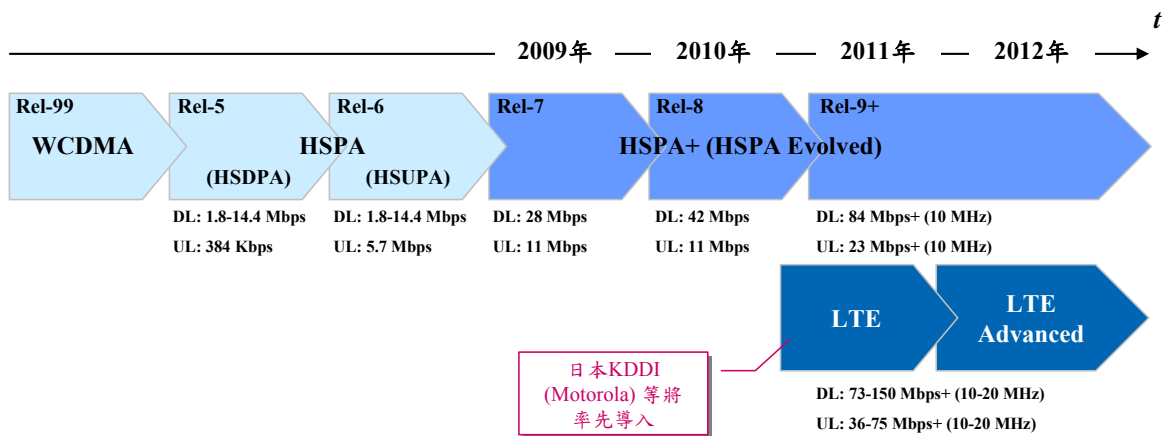 t
2009年 2010年 2011年 2012年
Rel-99 Rel-5 Rel-6 Rel-7 Rel-8 Rel-9+
WCDMA HSPA HSPA+ (HSPA Evolved)
(HSDPA) (HSUPA)
DL: 1.8-14.4 Mbps DL: 1.8-14.4 Mbps DL: 28 Mbps DL: 42 Mbps DL: 84 Mbps+ (10 MHz)
UL: 384 Kbps UL: 5.7 Mbps UL: 11 Mbps UL: 11 Mbps UL: 23 Mbps+ (10 MHz)
LTE
LTE
Advanced
日本KDDI
(Motorola) 等將
率先導入
DL: 73-150 Mbps+ (10-20 MHz)
UL: 36-75 Mbps+ (10-20 MHz)